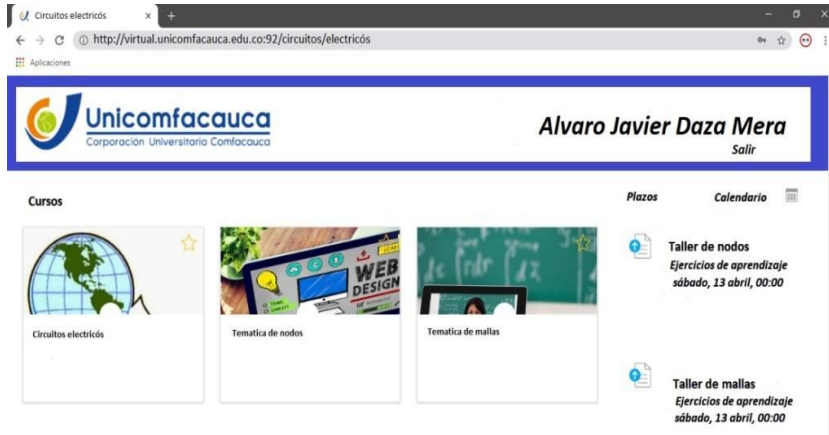 Circuitos electricós
http://virtual.unicomfacauca.edu.co:92/circuitos/electricós
Aplicaciones
Unicomfacauca
Corporación Universitaria Comfacauca
Alvaro Javier Daza Mera
Salir
Cursos
Plazos Calendario
WEB
DESIGN
Circuitos electricós
Tematica de nodos
Tematica de mallas
Taller de nodos
Ejercicios de aprendizaje
sábado, 13 abril, 00:00
Taller de mallas
Ejercicios de aprendizaje
sábado, 13 abril, 00:00